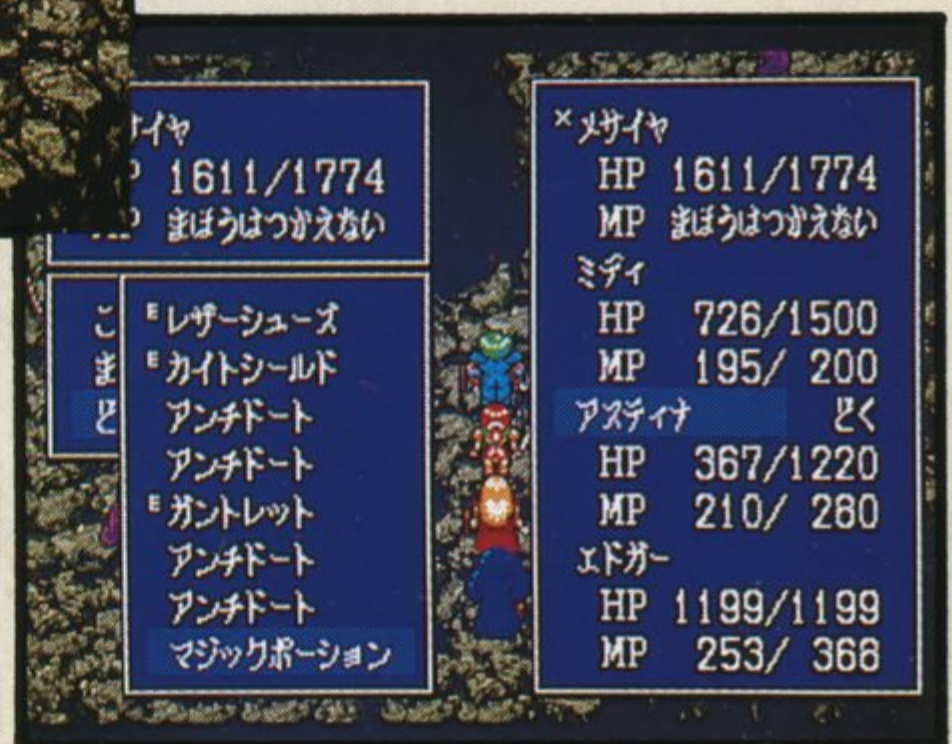 サイヤ
P 1611/1774
MP まほうはつかえない
こ
ま
ど
E レザーシューズ
E カイトシールド
アンチドート
アンチドート
E ガントレット
アンチドート
アンチドート
マジックポーション
× メサイヤ
HP 1611/1774
MP まほうはつかえない
ミディ
HP 726/1500
MP 195/ 200
アスティナ どく
HP 367/1220
MP 210/ 280
エドガー
HP 1199/1199
MP 253/ 368